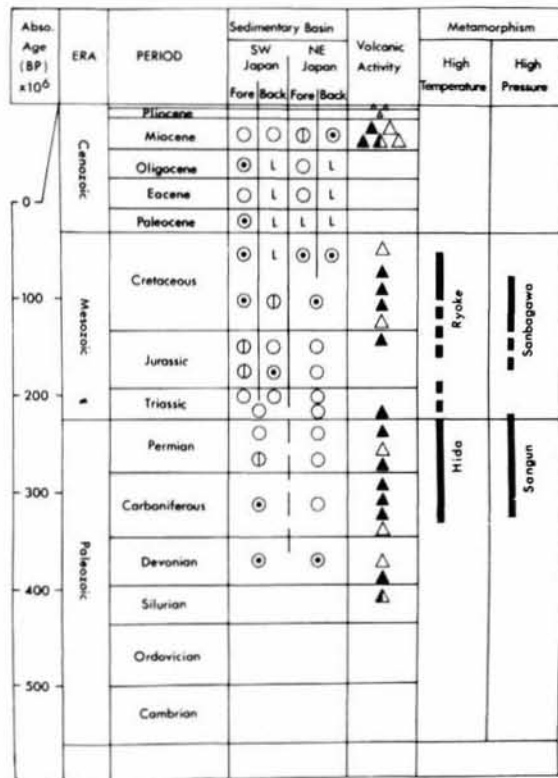 Abso.
Age
(BP)
x10⁶
ERA
PERIOD
Sedimentary Basin
SW
Japan
NE
Japan
Fore Back Fore Back
Volcanic
Activity
Metamorphism
High
Temperature
High
Pressure
Pliocene
Miocene
Oligocene L L
Eocene L L
Paleocene L L L
Cretaceous L
Jurassic
Triassic
Permian
Carboniferous
Devonian
Silurian
Ordovician
Cambrian
0
100
200
300
400
500
Cenozoic
Mesozoic
Paleozoic
Ryoke
Hida
Sanbagawa
Sangun